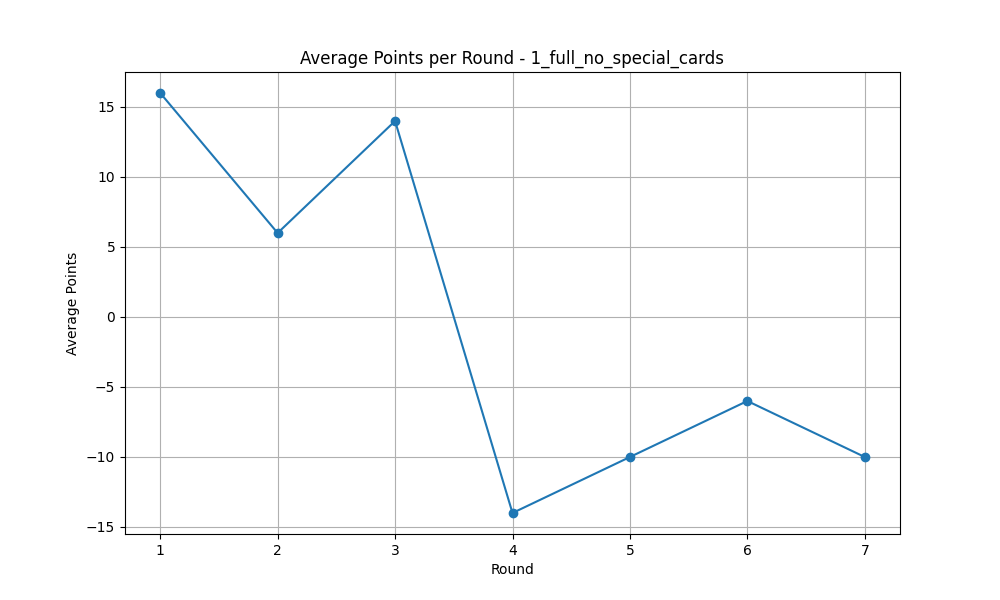 Average Points per Round - 1_full_no_special_cards
Average Points
15
10
5
0
−5
−10
−15
1 2 3 4 5 6 7
Round